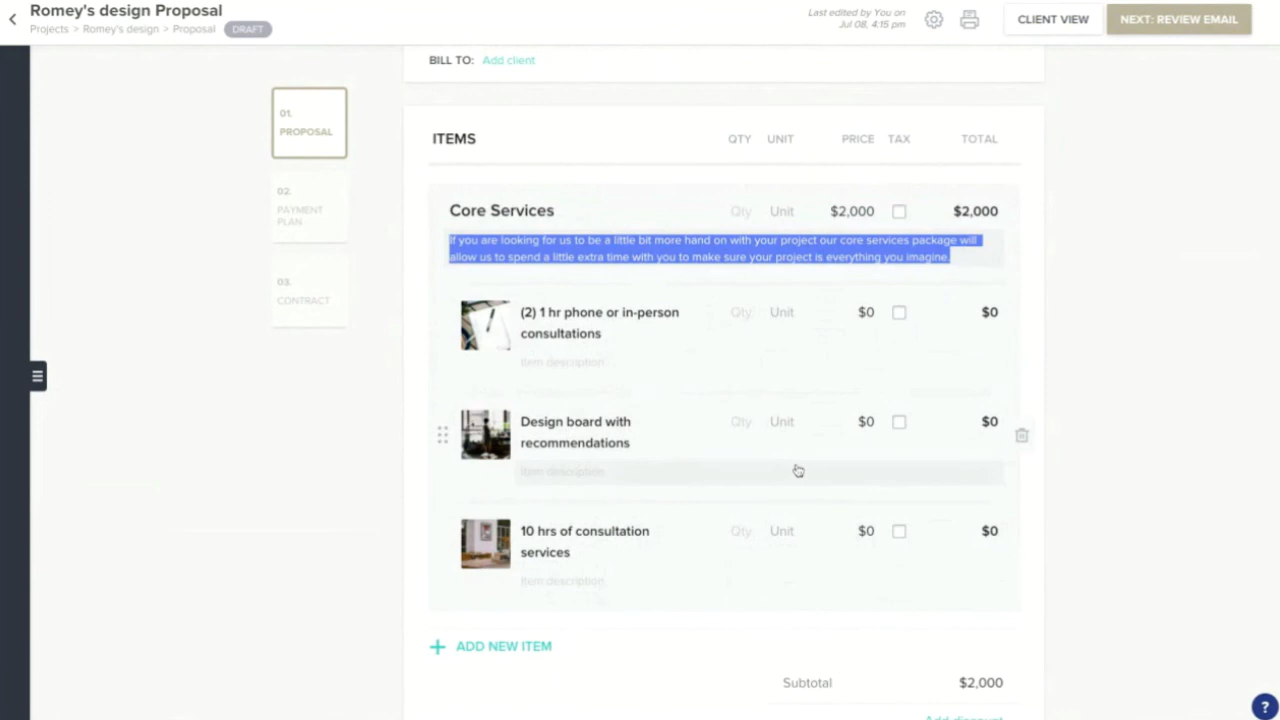 Romey's design Proposal
Projects > Romey's design > Proposal DRAFT
Last edited by You on
Jul 08, 4:15 pm
CLIENT VIEW
NEXT: REVIEW EMAIL
BILL TO: Add client
01.
PROPOSAL
02.
PAYMENT
PLAN
03.
CONTRACT
ITEMS QTY UNIT PRICE TAX TOTAL
Core Services Qty Unit $2,000 $2,000
If you are looking for us to be a little bit more hand on with your project our core services package will
allow us to spend a little extra time with you to make sure your project is everything you imagine.
(2) 1 hr phone or in-person
consultations
Qty Unit $0 $0
Item description
Design board with
recommendations
Qty Unit $0 $0
Item description
10 hrs of consultation
services
Qty Unit $0 $0
Item description
+ ADD NEW ITEM
Subtotal $2,000
Add discount
?